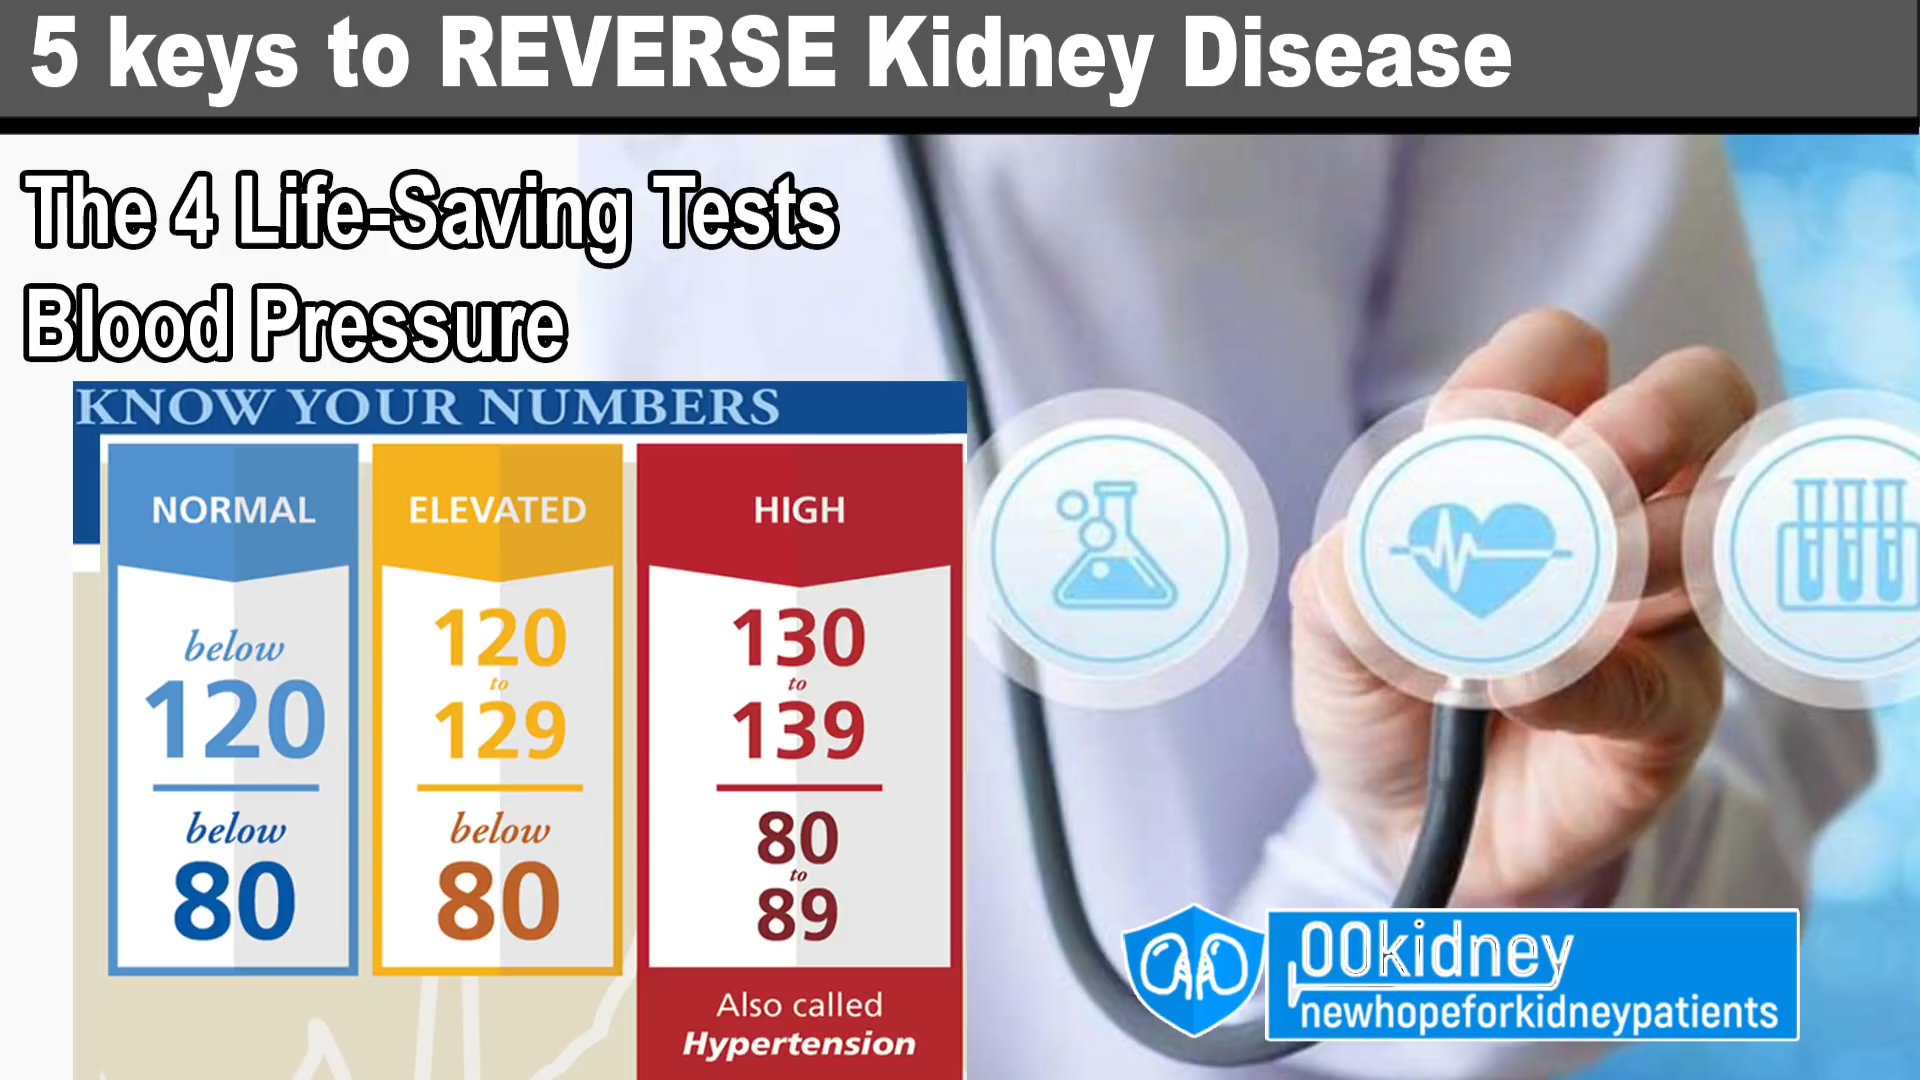 5 keys to REVERSE Kidney Disease
The 4 Life-Saving Tests
Blood Pressure
KNOW YOUR NUMBERS
NORMAL
below
120
below
80
ELEVATED
120
to
129
below
80
HIGH
130
to
139
80
to
89
Also called
Hypertension
00kidney
newhopeforkidneypatients